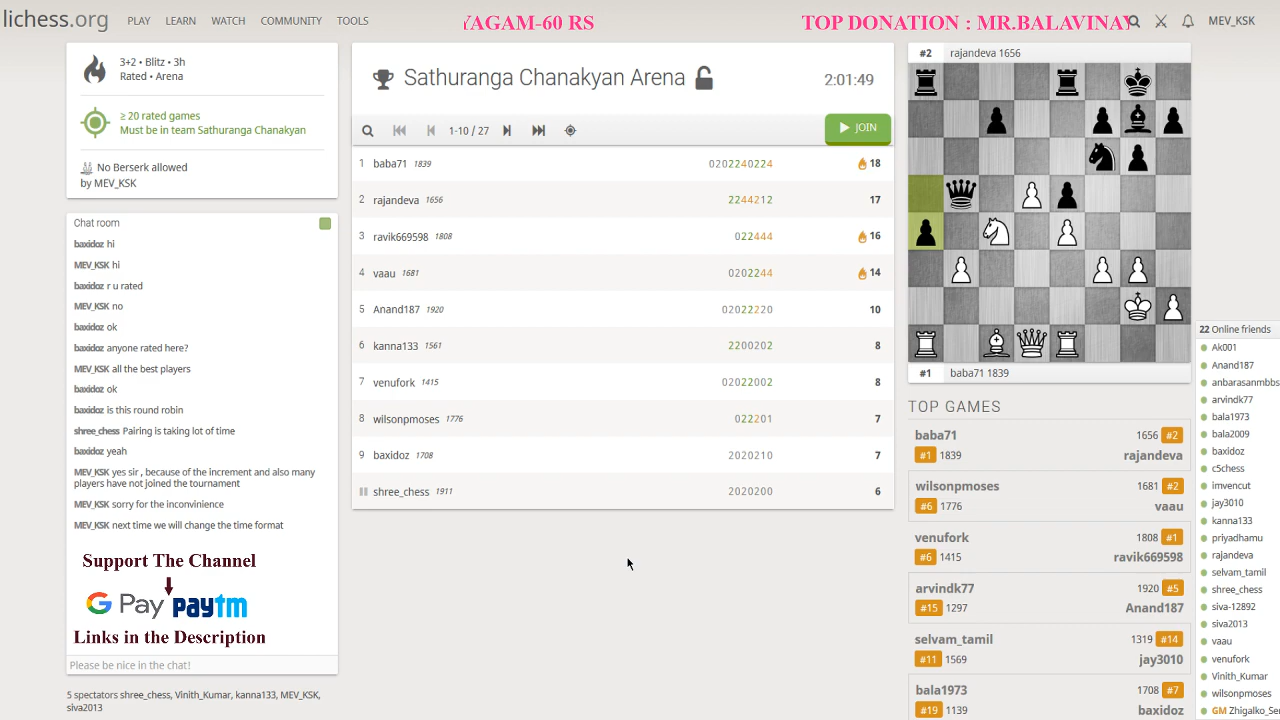 lichess.org PLAY LEARN WATCH COMMUNITY TOOLS YAGAM-60 RS TOP DONATION : MR.BALAVINAY MEV_KSK
3+2 • Blitz • 3h
Rated • Arena
≥ 20 rated games
Must be in team Sathuranga Chanakyan
No Berserk allowed
by MEV_KSK
Chat room
baxidoz hi
MEV_KSK hi
baxidoz r u rated
MEV_KSK no
baxidoz ok
baxidoz anyone rated here?
MEV_KSK all the best players
baxidoz ok
baxidoz is this round robin
shree_chess Pairing is taking lot of time
baxidoz yeah
MEV_KSK yes sir , because of the increment and also many
players have not joined the tournament
MEV_KSK sorry for the inconvinience
MEV_KSK next time we will change the time format
Support The Channel
G Pay paytm
Links in the Description
Please be nice in the chat!
5 spectators shree_chess, Vinith_Kumar, kanna133, MEV_KSK,
siva2013
Sathuranga Chanakyan Arena 2:01:49
1-10 / 27 JOIN
1 baba71 1839 0202240224 18
2 rajandeva 1656 2244212 17
3 ravik669598 1808 022444 16
4 vaau 1681 0202244 14
5 Anand187 1920 02022220 10
6 kanna133 1561 2200202 8
7 venufork 1415 02022002 8
8 wilsonpmoses 1776 022201 7
9 baxidoz 1708 2020210 7
shree_chess 1911 2020200 6
#2 rajandeva 1656
#1 baba71 1839
TOP GAMES
baba71 1656 #2
#1 1839 rajandeva
wilsonpmoses 1681 #2
#6 1776 vaau
venufork 1808 #1
#6 1415 ravik669598
arvindk77 1920 #5
#15 1297 Anand187
selvam_tamil 1319 #14
#11 1569 jay3010
bala1973 1708 #7
#19 1139 baxidoz
22 Online friends
Ak001
Anand187
anbarasanmbbs
arvindk77
bala1973
bala2009
baxidoz
c5chess
imvencut
jay3010
kanna133
priyadhamu
rajandeva
selvam_tamil
shree_chess
siva-12892
siva2013
vaau
venufork
Vinith_Kumar
wilsonpmoses
GM Zhigalko_Se